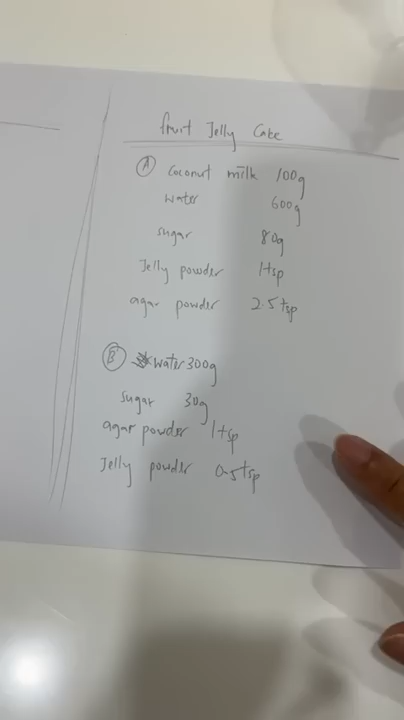 fruit Jelly Cake
Ⓐ Coconut milk 100g
water 600g
sugar 80g
Jelly powder 1tsp
agar powder 2.5tsp
Ⓑ water 300g
sugar 30g
agar powder 1tsp
Jelly powder 0.5tsp